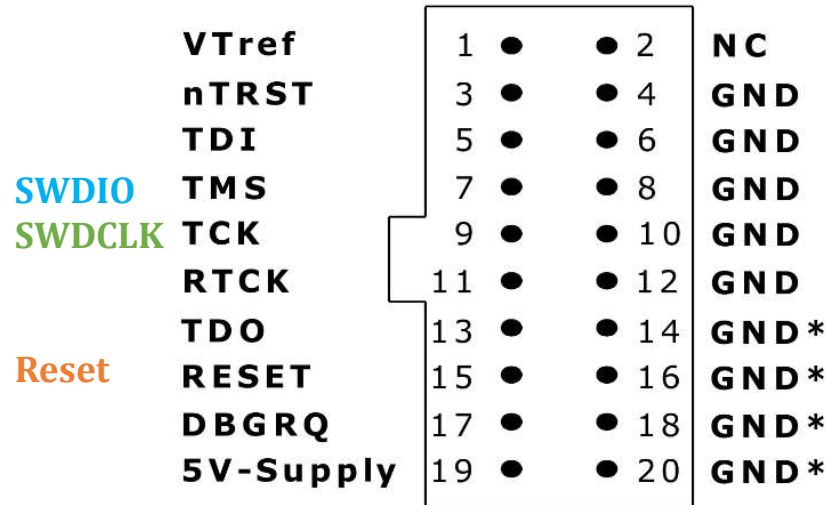 VTref 1 2 NC
nTRST 3 4 GND
TDI 5 6 GND
SWDIO TMS 7 8 GND
SWDCLK TCK 9 10 GND
RTCK 11 12 GND
TDO 13 14 GND*
Reset RESET 15 16 GND*
DBGRQ 17 18 GND*
5V-Supply 19 20 GND*